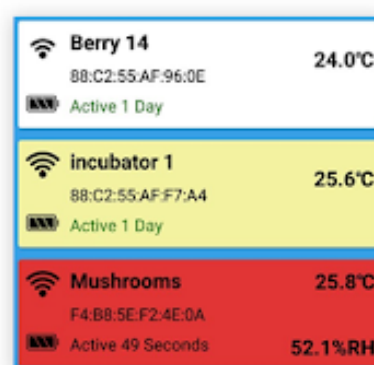 Berry 14
24.0°C
88:C2:55:AF:96:0E
Active 1 Day
incubator 1
25.6°C
88:C2:55:AF:F7:A4
Active 1 Day
Mushrooms
25.8°C
F4:B8:5E:F2:4E:0A
Active 49 Seconds
52.1%RH